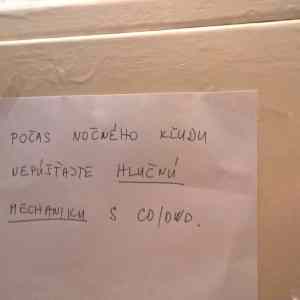 POČAS NOČNÉHO KĽUDU
NEPÚŠŤAJTE HLUČNÚ
MECHANIKU S CD/DVD.